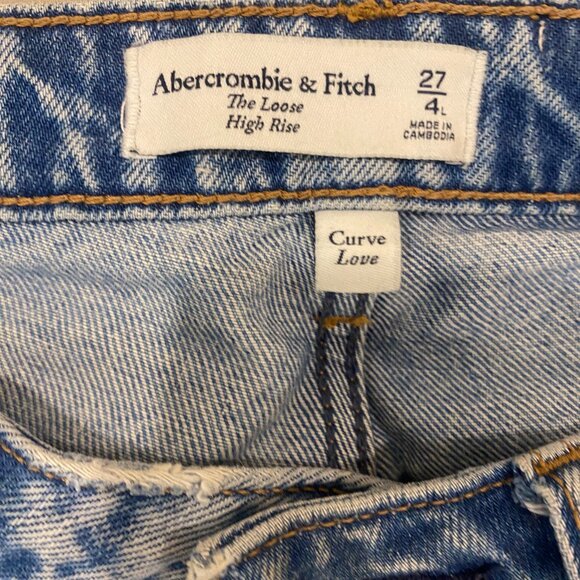 Abercrombie & Fitch
The Loose
High Rise
27
4L
MADE IN
CAMBODIA
Curve
Love